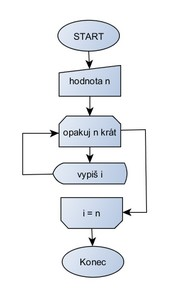 START
hodnota n
opakuj n krát
vypiš i
i = n
Konec